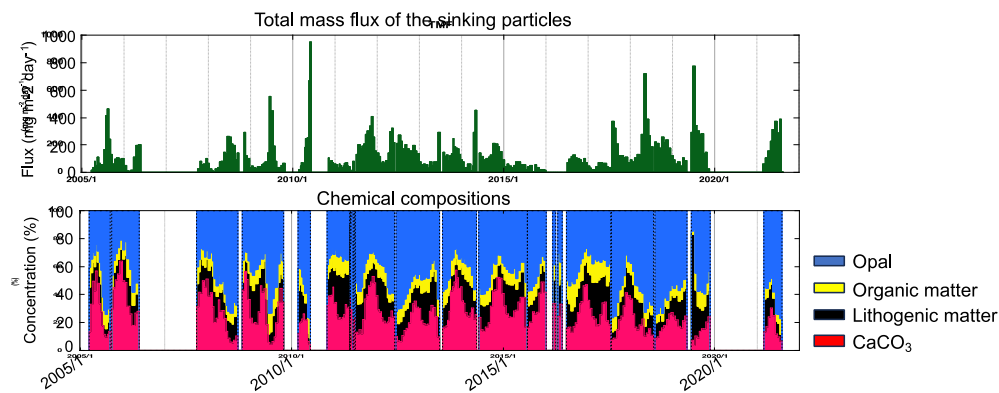 Total mass flux of the sinking particles
TMF
Flux (mg m-2 day-1)
1000
800
600
400
200
0
2005/1
2010/1
2015/1
2020/1
Chemical compositions
Concentration (%)
(%)
100
80
60
40
20
0
2005/1
2010/1
2015/1
2020/1
2005/1
2010/1
2015/1
2020/1
Opal
Organic matter
Lithogenic matter
CaCO3